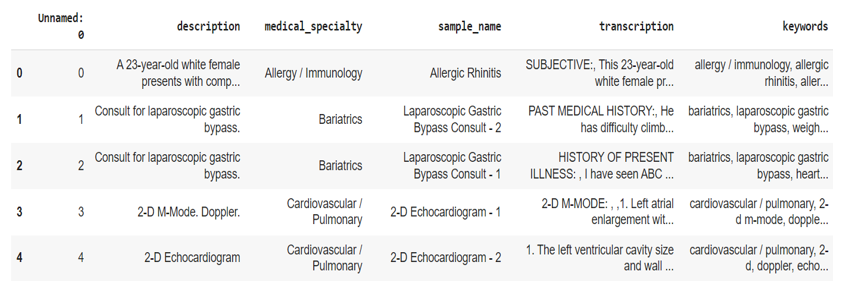 Unnamed: 0 description medical_specialty sample_name transcription keywords
0 0 A 23-year-old white female presents with comp... Allergy / Immunology Allergic Rhinitis SUBJECTIVE:, This 23-year-old white female pr... allergy / immunology, allergic rhinitis, aller...
1 1 Consult for laparoscopic gastric bypass. Bariatrics Laparoscopic Gastric Bypass Consult - 2 PAST MEDICAL HISTORY:, He has difficulty climb... bariatrics, laparoscopic gastric bypass, weigh...
2 2 Consult for laparoscopic gastric bypass. Bariatrics Laparoscopic Gastric Bypass Consult - 1 HISTORY OF PRESENT ILLNESS: , I have seen ABC ... bariatrics, laparoscopic gastric bypass, heart...
3 3 2-D M-Mode. Doppler. Cardiovascular / Pulmonary 2-D Echocardiogram - 1 2-D M-MODE: , ,1. Left atrial enlargement wit... cardiovascular / pulmonary, 2-d m-mode, dopple...
4 4 2-D Echocardiogram Cardiovascular / Pulmonary 2-D Echocardiogram - 2 1. The left ventricular cavity size and wall ... cardiovascular / pulmonary, 2-d, doppler, echo...